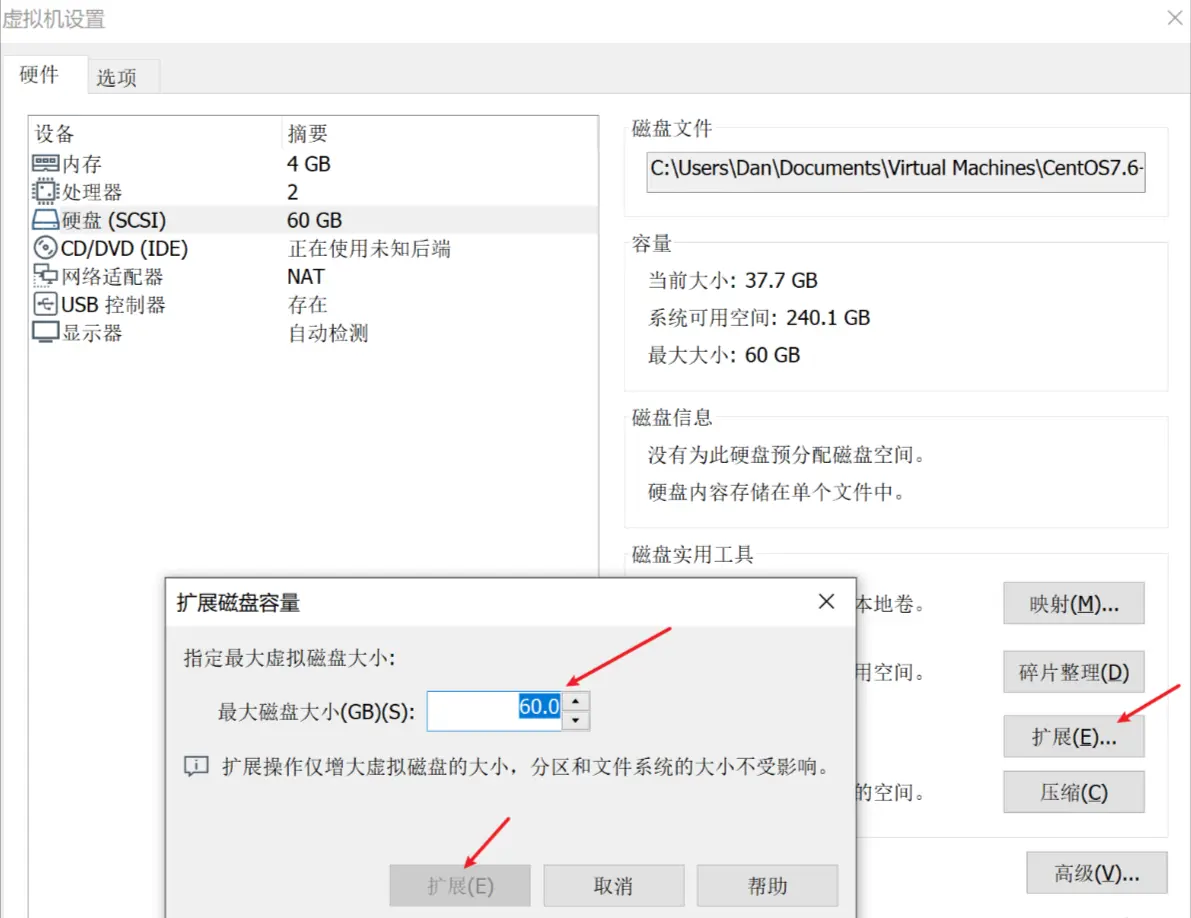 虚拟机设置
硬件
选项
设备 摘要
内存 4 GB
处理器 2
硬盘 (SCSI) 60 GB
CD/DVD (IDE) 正在使用未知后端
网络适配器 NAT
USB 控制器 存在
显示器 自动检测
磁盘文件
C:\Users\Dan\Documents\Virtual Machines\CentOS7.6-
容量
当前大小: 37.7 GB
系统可用空间: 240.1 GB
最大大小: 60 GB
磁盘信息
没有为此硬盘预分配磁盘空间。
硬盘内容存储在单个文件中。
磁盘实用工具
本地卷。 映射(M)...
用空间。 碎片整理(D)
扩展(E)...
的空间。 压缩(C)
高级(V)...
扩展磁盘容量
指定最大虚拟磁盘大小:
最大磁盘大小(GB)(S): 60.0
扩展操作仅增大虚拟磁盘的大小，分区和文件系统的大小不受影响。
扩展(E) 取消 帮助